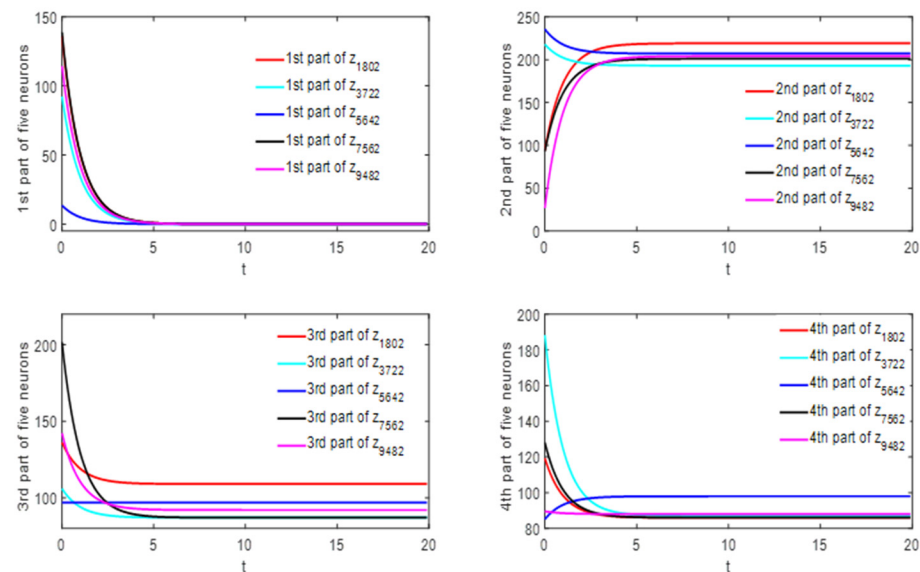 1st part of five neurons
150
100
50
0
0 5 10 15 20
t
1st part of z1802
1st part of z3722
1st part of z5642
1st part of z7562
1st part of z9482
2nd part of five neurons
250
200
150
100
50
0
0 5 10 15 20
t
2nd part of z1802
2nd part of z3722
2nd part of z5642
2nd part of z7562
2nd part of z9482
3rd part of five neurons
200
150
100
0 5 10 15 20
t
3rd part of z1802
3rd part of z3722
3rd part of z5642
3rd part of z7562
3rd part of z9482
4th part of five neurons
200
180
160
140
120
100
80
0 5 10 15 20
t
4th part of z1802
4th part of z3722
4th part of z5642
4th part of z7562
4th part of z9482